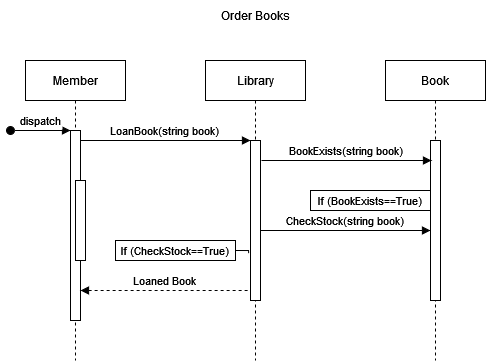 Order Books
Member
Library
Book
dispatch
LoanBook(string book)
BookExists(string book)
If (BookExists==True)
CheckStock(string book)
If (CheckStock==True)
Loaned Book